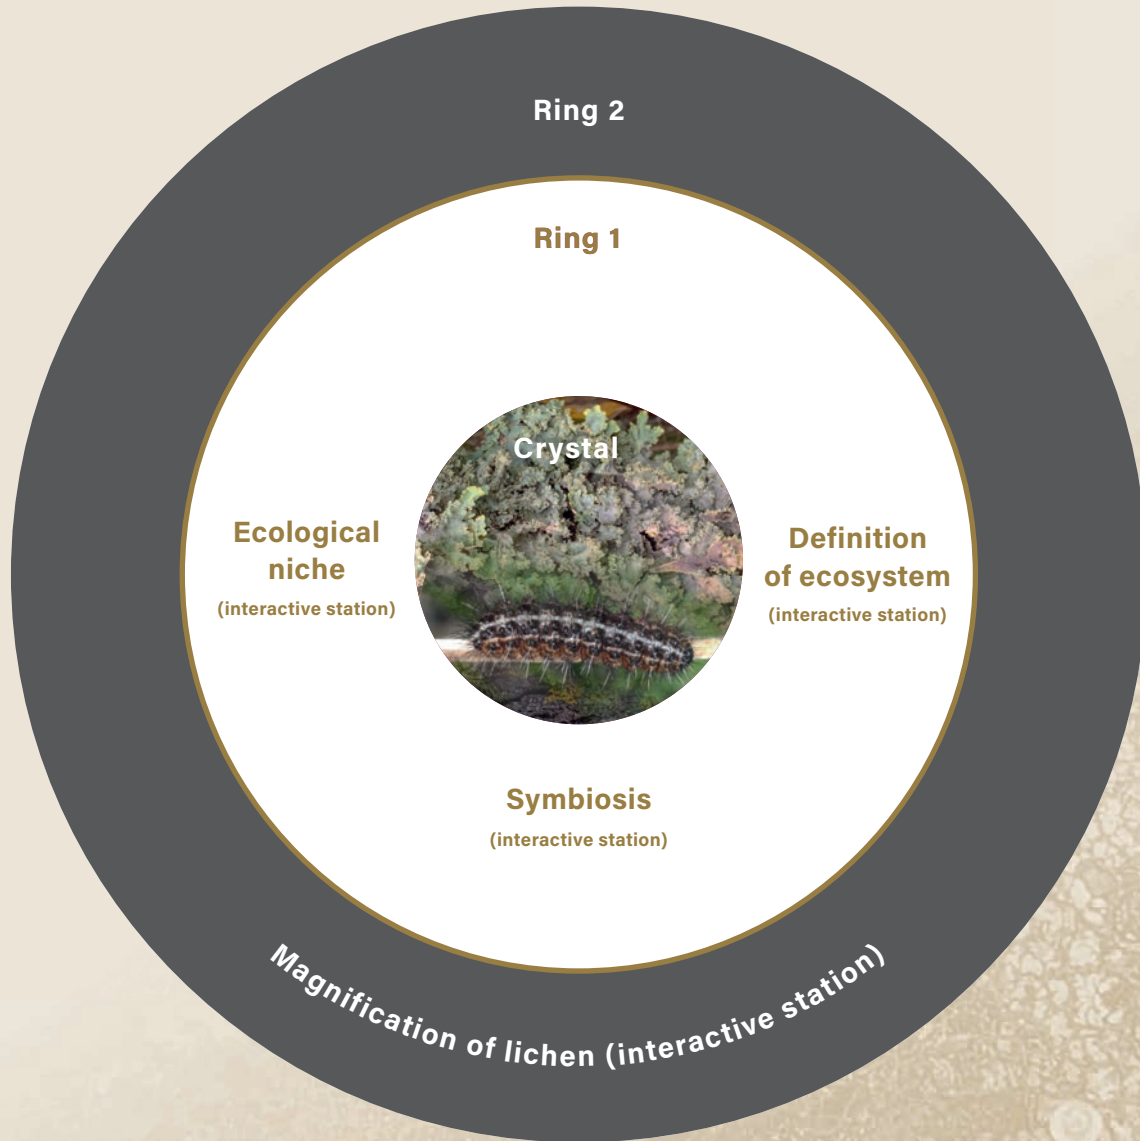 Ring 2
Ring 1
Crystal
Ecological
niche
(interactive station)
Definition
of ecosystem
(interactive station)
Symbiosis
(interactive station)
Magnification of lichen (interactive station)